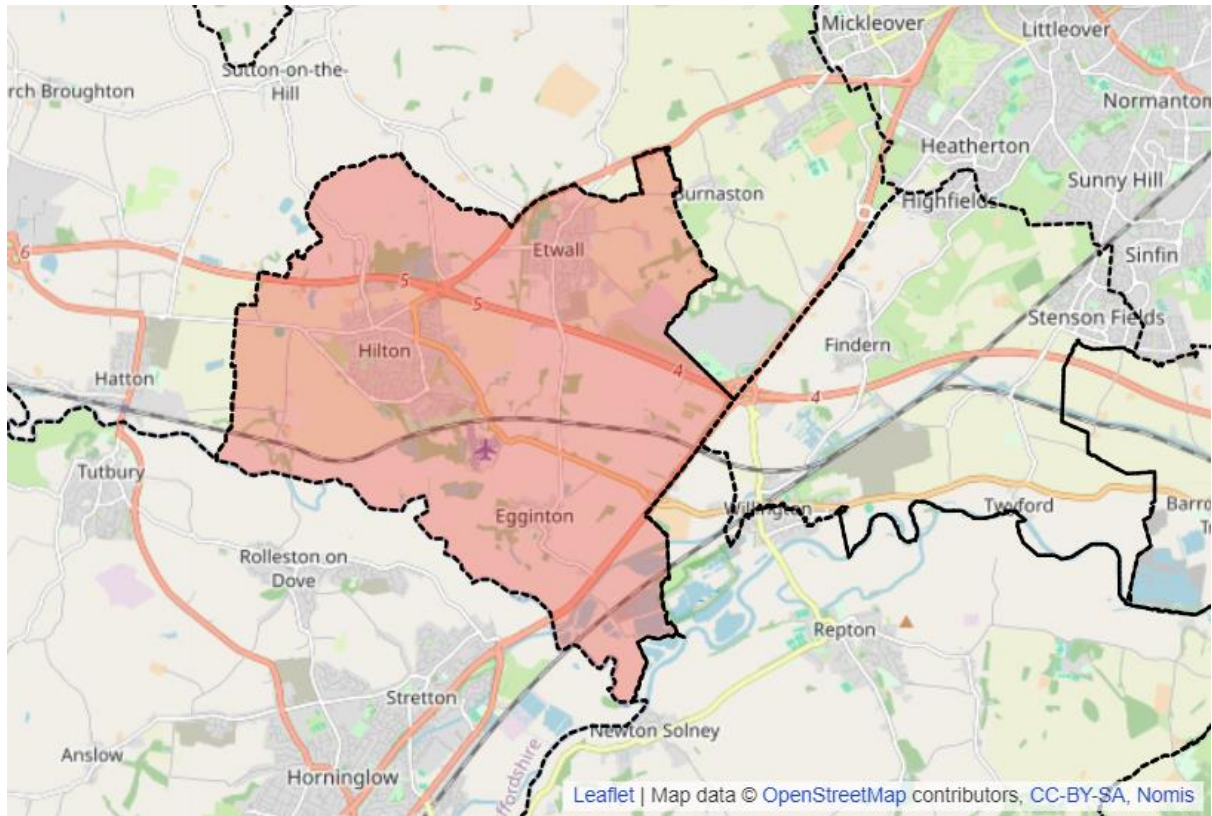 Mickleover
Littleover
Sutton-on-the-
Hill
rch Broughton
Normanton
Heatherton
Burnaston
Sunny Hill
Highfields
Etwall
6
Sinfin
5
5
Stenson Fields
Hilton
Findern
Hatton
4
4
Tutbury
Egginton
Willington
Twyford
Barro
Tr
Rolleston on
Dove
Repton
Stretton
Newton Solney
Anslow
Horninglow
ffordshire
Leaflet | Map data © OpenStreetMap contributors, CC-BY-SA, Nomis